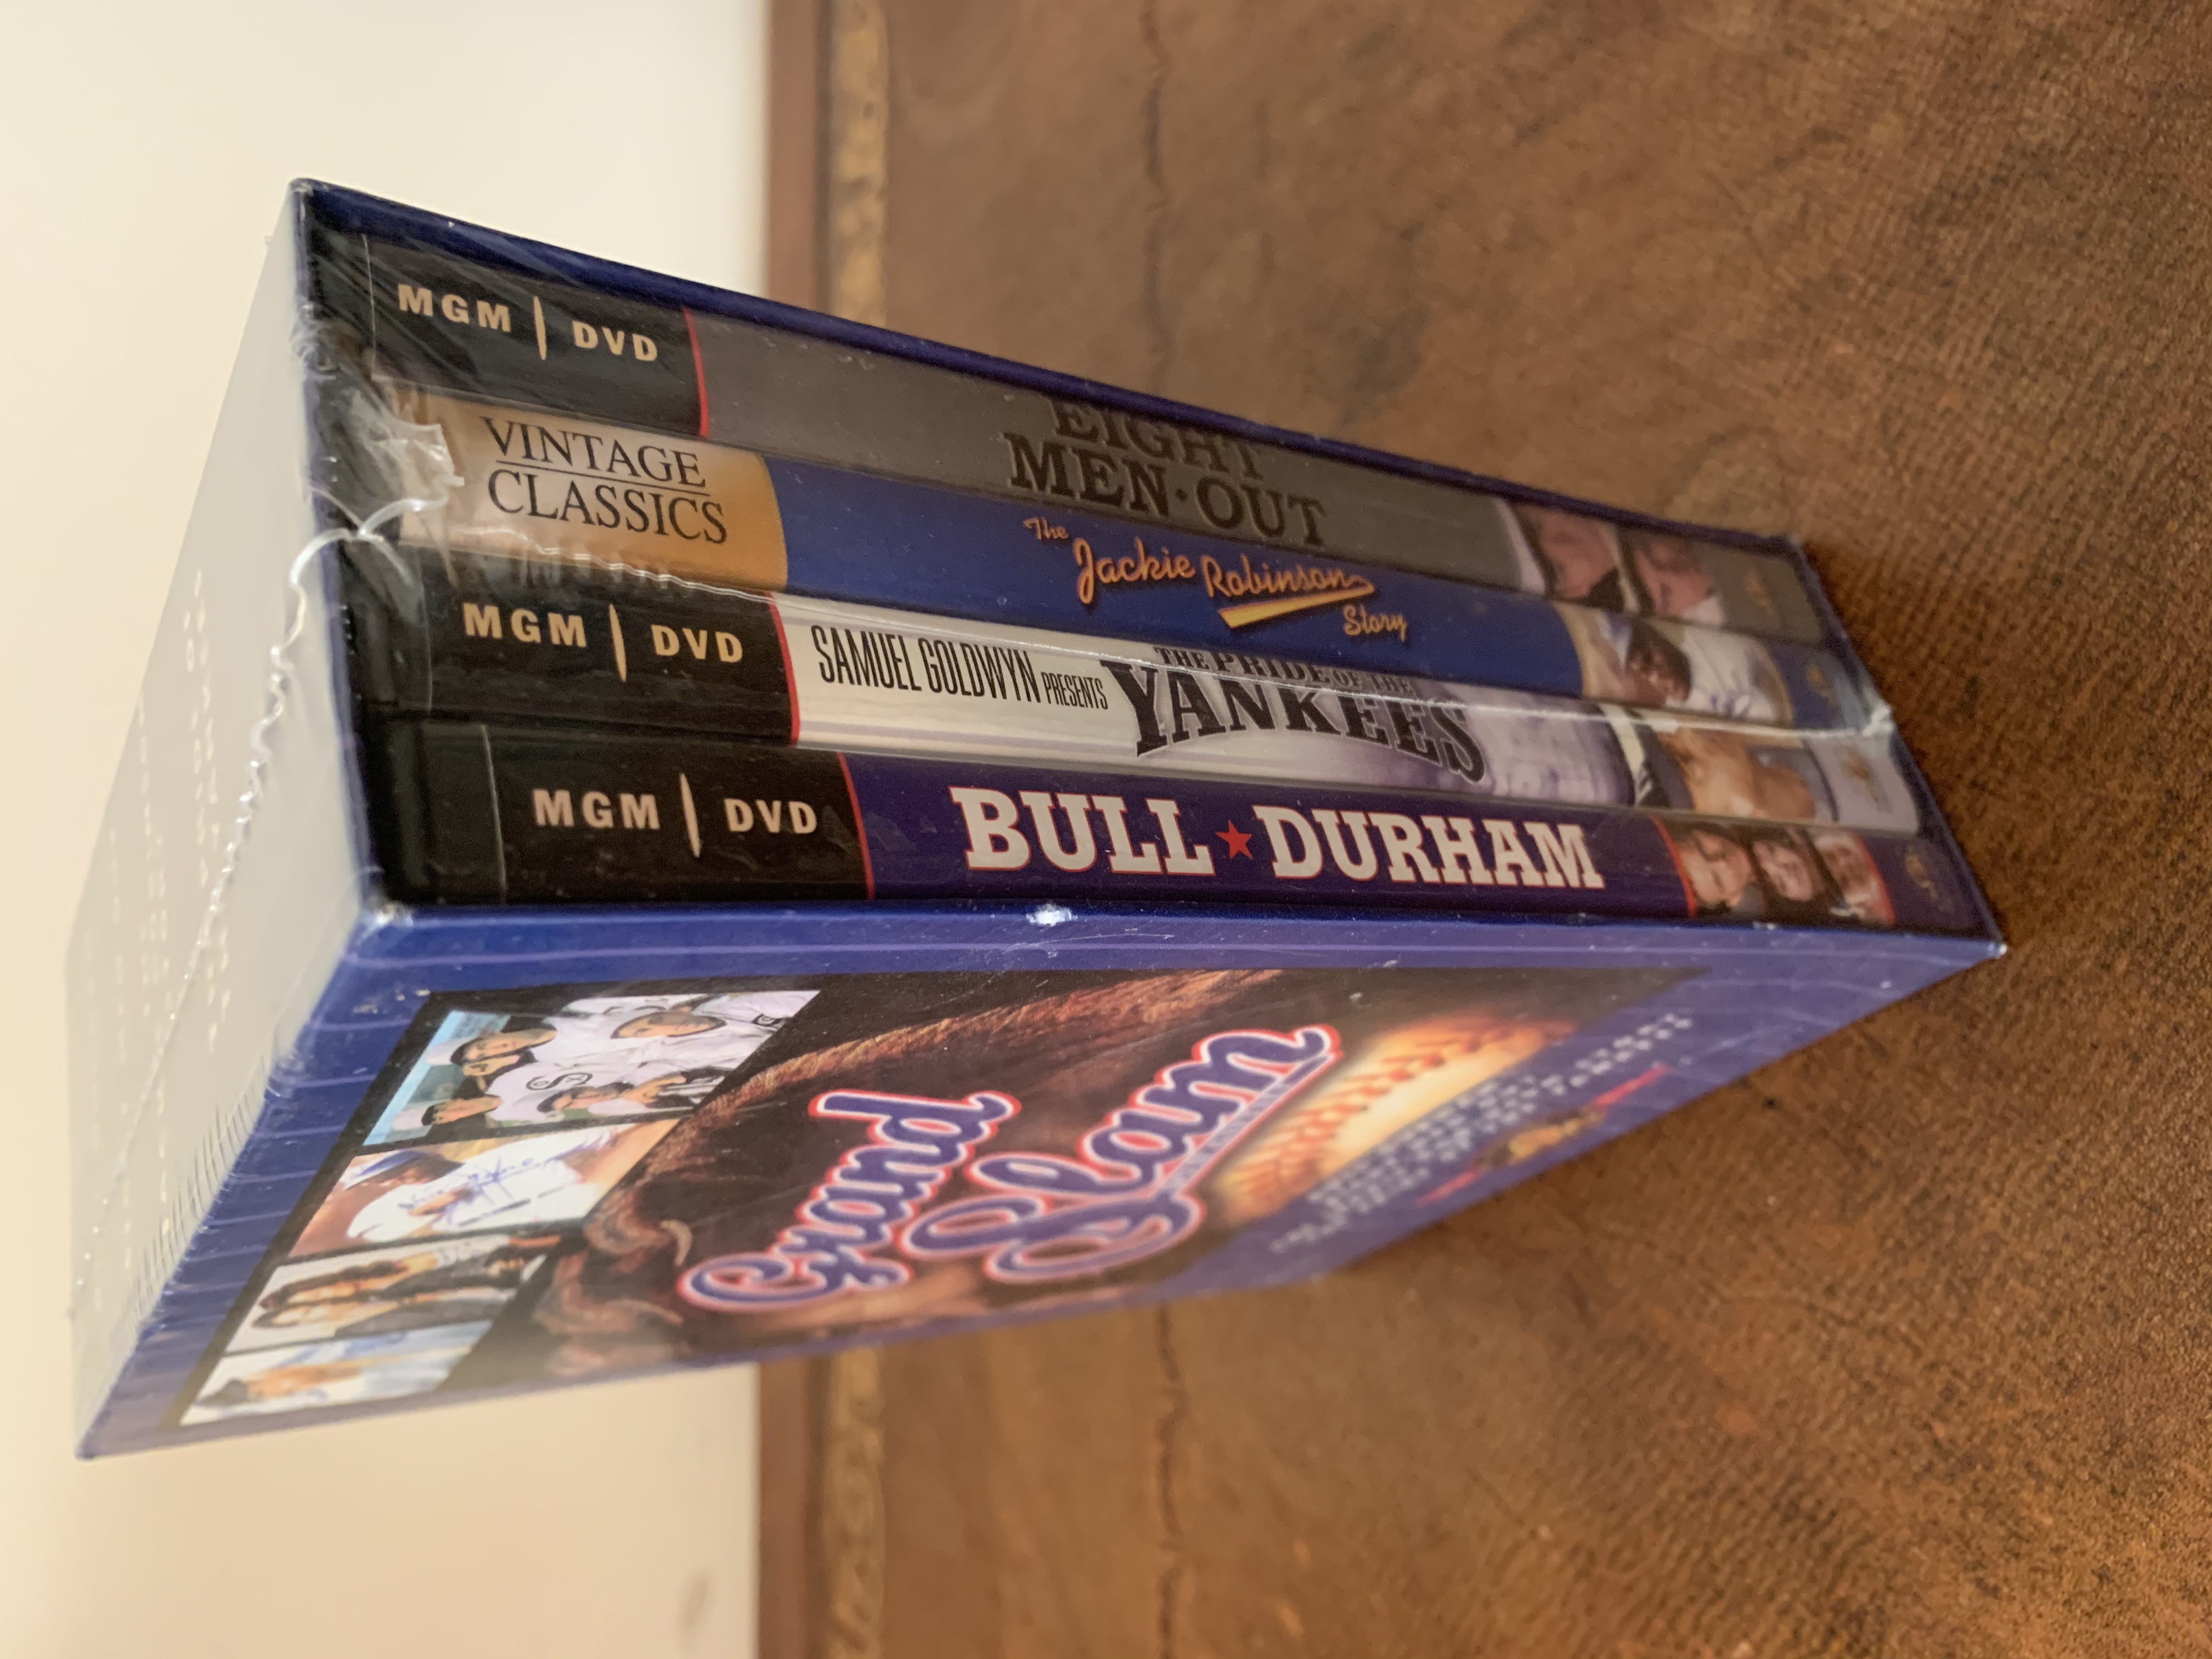 MGM | DVD
EIGHT
MEN·OUT
VINTAGE
CLASSICS
The
Jackie Robinson
Story
MGM | DVD
SAMUEL GOLDWYN PRESENTS
THE PRIDE OF THE
YANKEES
MGM | DVD
BULL★DURHAM
Grand
Slam